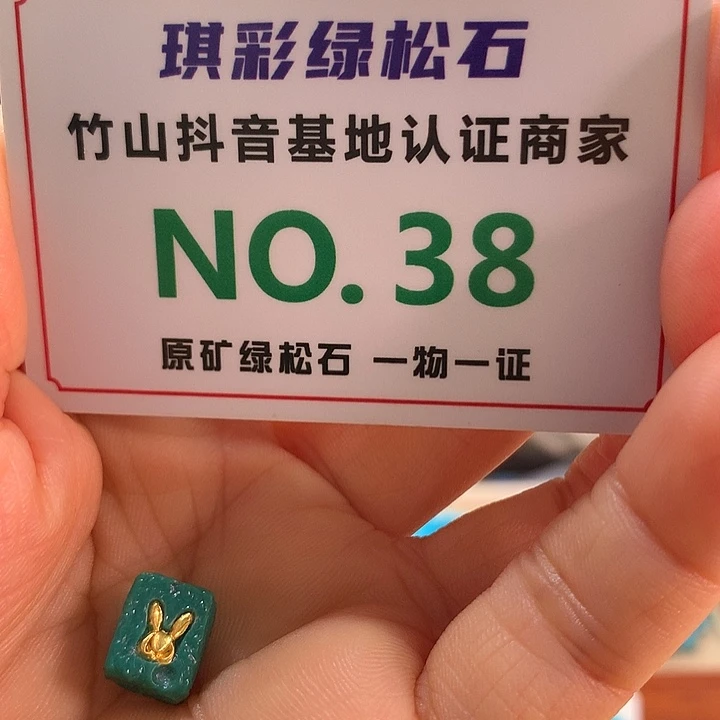 琪彩绿松石
竹山抖音基地认证商家
NO.38
原矿绿松石 一物一证